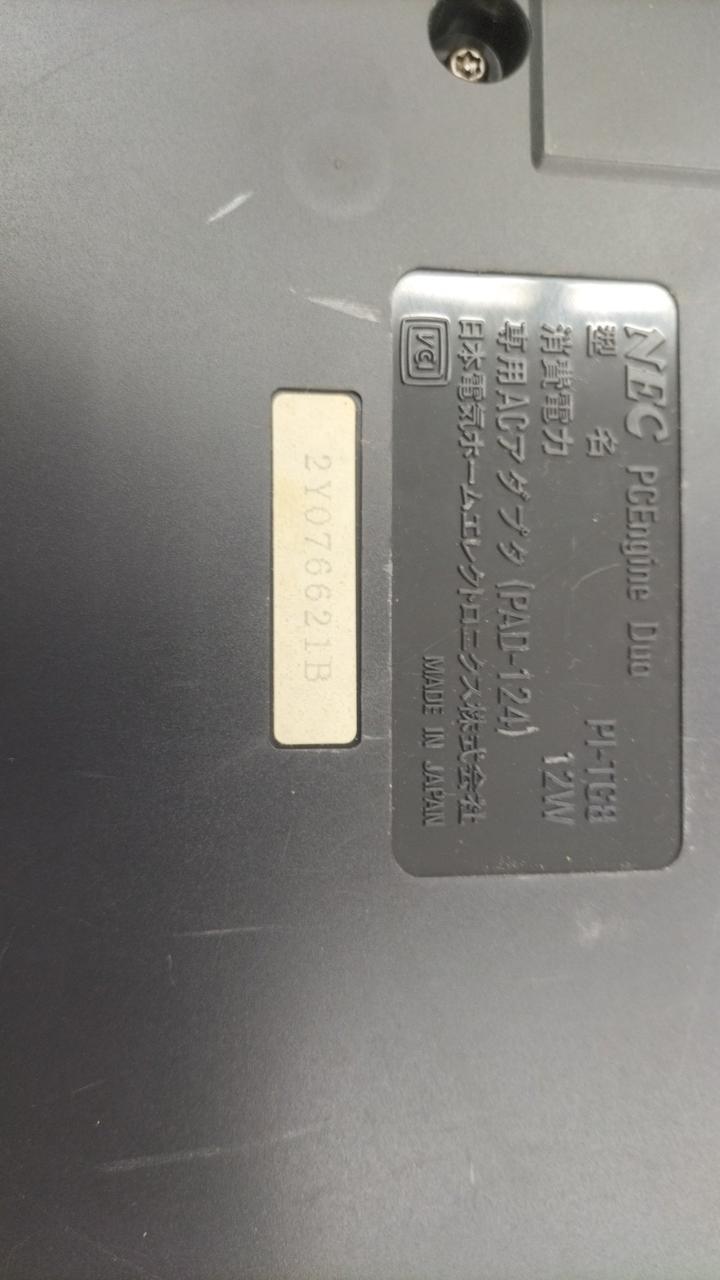 NEC PCEngine Duo
型 名 PI-TG8
消費電力 12W
専用ACアダプタ (PAD-124)
日本電気ホームエレクトロニクス株式会社
VCI MADE IN JAPAN
2Y076621B